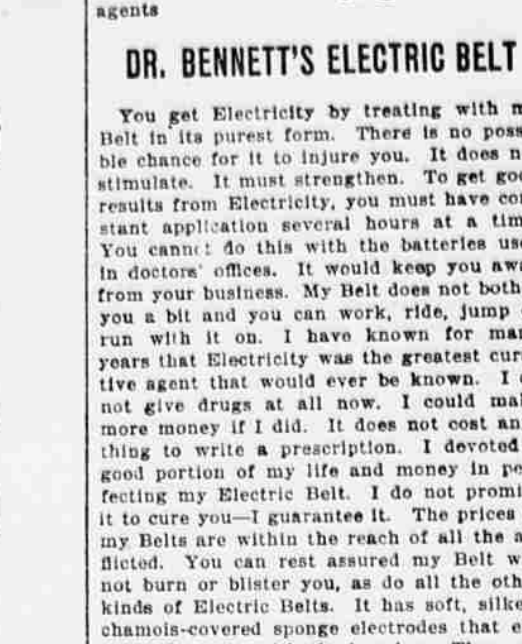 agents
DR. BENNETT'S ELECTRIC BELT
You get Electricity by treating with m
Belt in its purest form. There is no poss
ble chance for it to injure you. It does n
stimulate. It must strengthen. To get goo
results from Electricity, you must have con
stant application several hours at a tim
You cannot do this with the batteries use
in doctors' offices. It would keep you awa
from your business. My Belt does not both
you a bit and you can work, ride, jump
run with it on. I have known for man
years that Electricity was the greatest cur
tive agent that would ever be known. I
not give drugs at all now. I could mak
more money if I did. It does not cost an
thing to write a prescription. I devoted
good portion of my life and money in pe
fecting my Electric Belt. I do not promi
it to cure you—I guarantee it. The prices
my Belts are within the reach of all the a
flicted. You can rest assured my Belt w
not burn or blister you, as do all the oth
kinds of Electric Belts. It has soft, silke
chamois-covered sponge electrodes that e